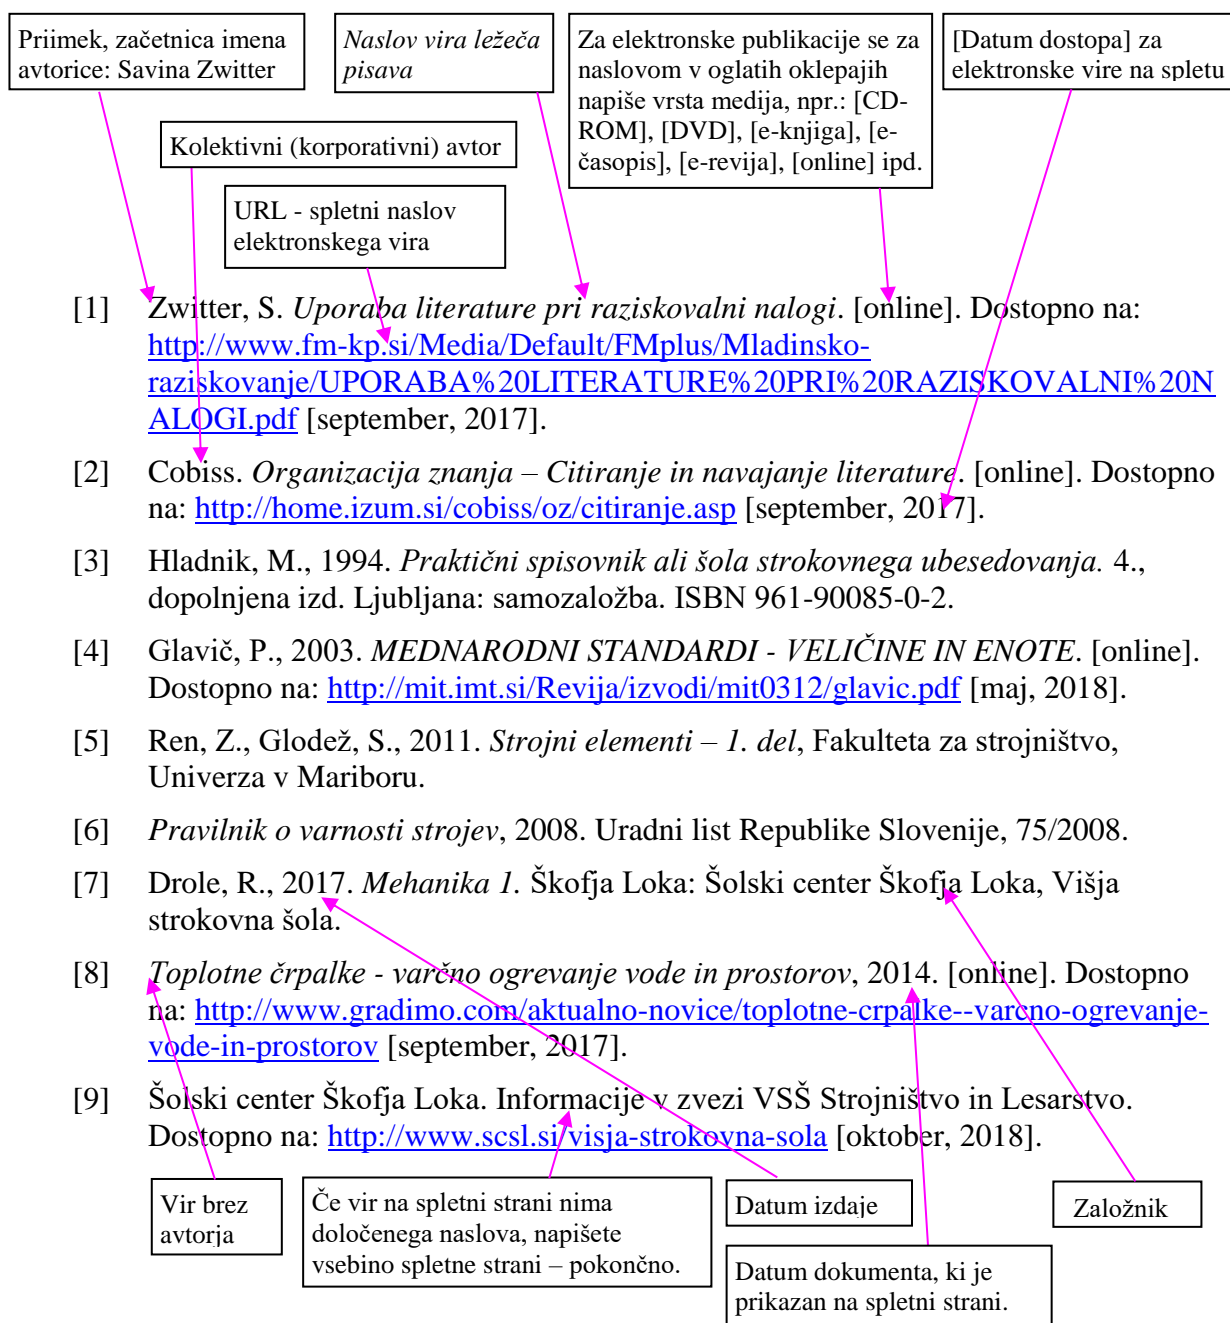 Priimek, začetnica imena
avtorice: Savina Zwitter
Naslov vira ležeča
pisava
Za elektronske publikacije se za
naslovom v oglatih oklepajih
napiše vrsta medija, npr.: [CD-
ROM], [DVD], [e-knjiga], [e-
časopis], [e-revija], [online] ipd.
[Datum dostopa] za
elektronske vire na spletu
Kolektivni (korporativni) avtor
URL - spletni naslov
elektronskega vira
[1] Zwitter, S. Uporaba literature pri raziskovalni nalogi. [online]. Dostopno na:
http://www.fm-kp.si/Media/Default/FMplus/Mladinsko-
raziskovanje/UPORABA%20LITERATURE%20PRI%20RAZISKOVALNI%20N
ALOGI.pdf [september, 2017].
[2] Cobiss. Organizacija znanja – Citiranje in navajanje literature. [online]. Dostopno
na: http://home.izum.si/cobiss/oz/citiranje.asp [september, 2017].
[3] Hladnik, M., 1994. Praktični spisovnik ali šola strokovnega ubesedovanja. 4.,
dopolnjena izd. Ljubljana: samozaložba. ISBN 961-90085-0-2.
[4] Glavič, P., 2003. MEDNARODNI STANDARDI - VELIČINE IN ENOTE. [online].
Dostopno na: http://mit.imt.si/Revija/izvodi/mit0312/glavic.pdf [maj, 2018].
[5] Ren, Z., Glodež, S., 2011. Strojni elementi – 1. del, Fakulteta za strojništvo,
Univerza v Mariboru.
[6] Pravilnik o varnosti strojev, 2008. Uradni list Republike Slovenije, 75/2008.
[7] Drole, R., 2017. Mehanika 1. Škofja Loka: Šolski center Škofja Loka, Višja
strokovna šola.
[8] Toplotne črpalke - varčno ogrevanje vode in prostorov, 2014. [online]. Dostopno
na: http://www.gradimo.com/aktualno-novice/toplotne-crpalke--varcno-ogrevanje-
vode-in-prostorov [september, 2017].
[9] Šolski center Škofja Loka. Informacije v zvezi VSŠ Strojništvo in Lesarstvo.
Dostopno na: http://www.scsl.si/visja-strokovna-sola [oktober, 2018].
Vir brez
avtorja
Če vir na spletni strani nima
določenega naslova, napišete
vsebino spletne strani – pokončno.
Datum izdaje
Založnik
Datum dokumenta, ki je
prikazan na spletni strani.